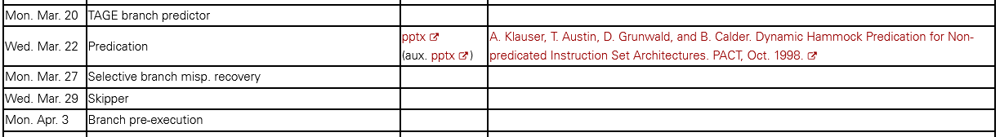 Mon. Mar. 20 TAGE branch predictor
Wed. Mar. 22 Predication pptx (aux. pptx) A. Klauser, T. Austin, D. Grunwald, and B. Calder. Dynamic Hammock Predication for Non-
predicated Instruction Set Architectures. PACT, Oct. 1998.
Mon. Mar. 27 Selective branch misp. recovery
Wed. Mar. 29 Skipper
Mon. Apr. 3 Branch pre-execution